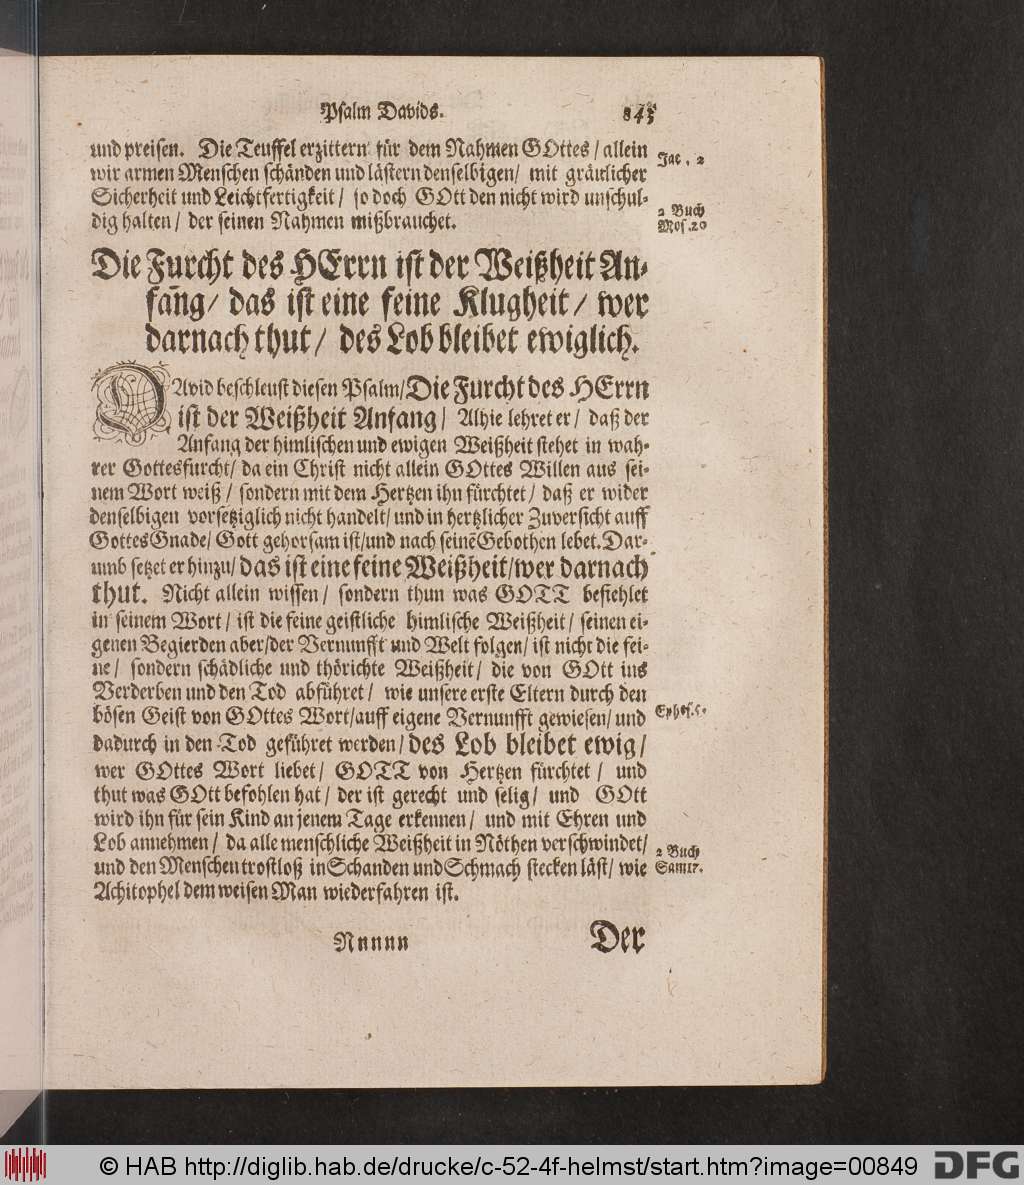 Psalm Davids. 845
und preisen. Die Teuffel erzittern für dem Nahmen GOttes / allein
wir armen Menschen schänden und lästern denselbigen / mit gräulicher
Sicherheit und Leichtfertigkeit / so doch GOtt den nicht wird unschul-
dig halten / der seinen Nahmen mißbrauchet.
Jac. 2
2 Buch
Mos. 20
Die Furcht des HErrn ist der Weißheit An-
fãng / das ist eine feine Klugheit / wer
darnach thut / des Lob bleibet ewiglich.
DAvid beschleust diesen Psalm / Die Furcht des HErrn
ist der Weißheit Anfang / Alhie lehret er / daß der
Anfang der himlischen und ewigen Weißheit stehet in wah-
rer Gottesfurcht / da ein Christ nicht allein GOttes Willen aus sei-
nem Wort weiß / sondern mit dem Hertzen ihn fürchtet / daß er wider
denselbigen vorsetziglich nicht handelt / und in hertzlicher Zuversicht auff
Gottes Gnade / Gott gehorsam ist / und nach seinẽ Gebothen lebet. Dar-
umb setzet er hinzu / das ist eine feine Weißheit / wer darnach
thut. Nicht allein wissen / sondern thun was GOTT befiehlet
in seinem Wort / ist die feine geistliche himlische Weißheit / seinen ei-
genen Begierden aber / der Vernunfft und Welt folgen / ist nicht die fei-
ne / sondern schädliche und thörichte Weißheit / die von GOtt ins
Verderben und den Tod abführet / wie unsere erste Eltern durch den
bösen Geist von GOttes Wort / auff eigene Vernunfft gewiesen / und
dadurch in den Tod geführet werden / des Lob bleibet ewig /
wer GOttes Wort liebet / GOTT von Hertzen fürchtet / und
thut was GOtt befohlen hat / der ist gerecht und selig / und GOtt
wird ihn für sein Kind an jenem Tage erkennen / und mit Ehren und
Lob annehmen / da alle menschliche Weißheit in Nöthen verschwindet /
und den Menschen trostloß in Schanden und Schmach stecken läst / wie
Achitophel dem weisen Man wiederfahren ist.
Ephes.
2 Buch
Sam 17.
Nnnnn Der
© HAB http://diglib.hab.de/drucke/c-52-4f-helmst/start.htm?image=00849 DFG